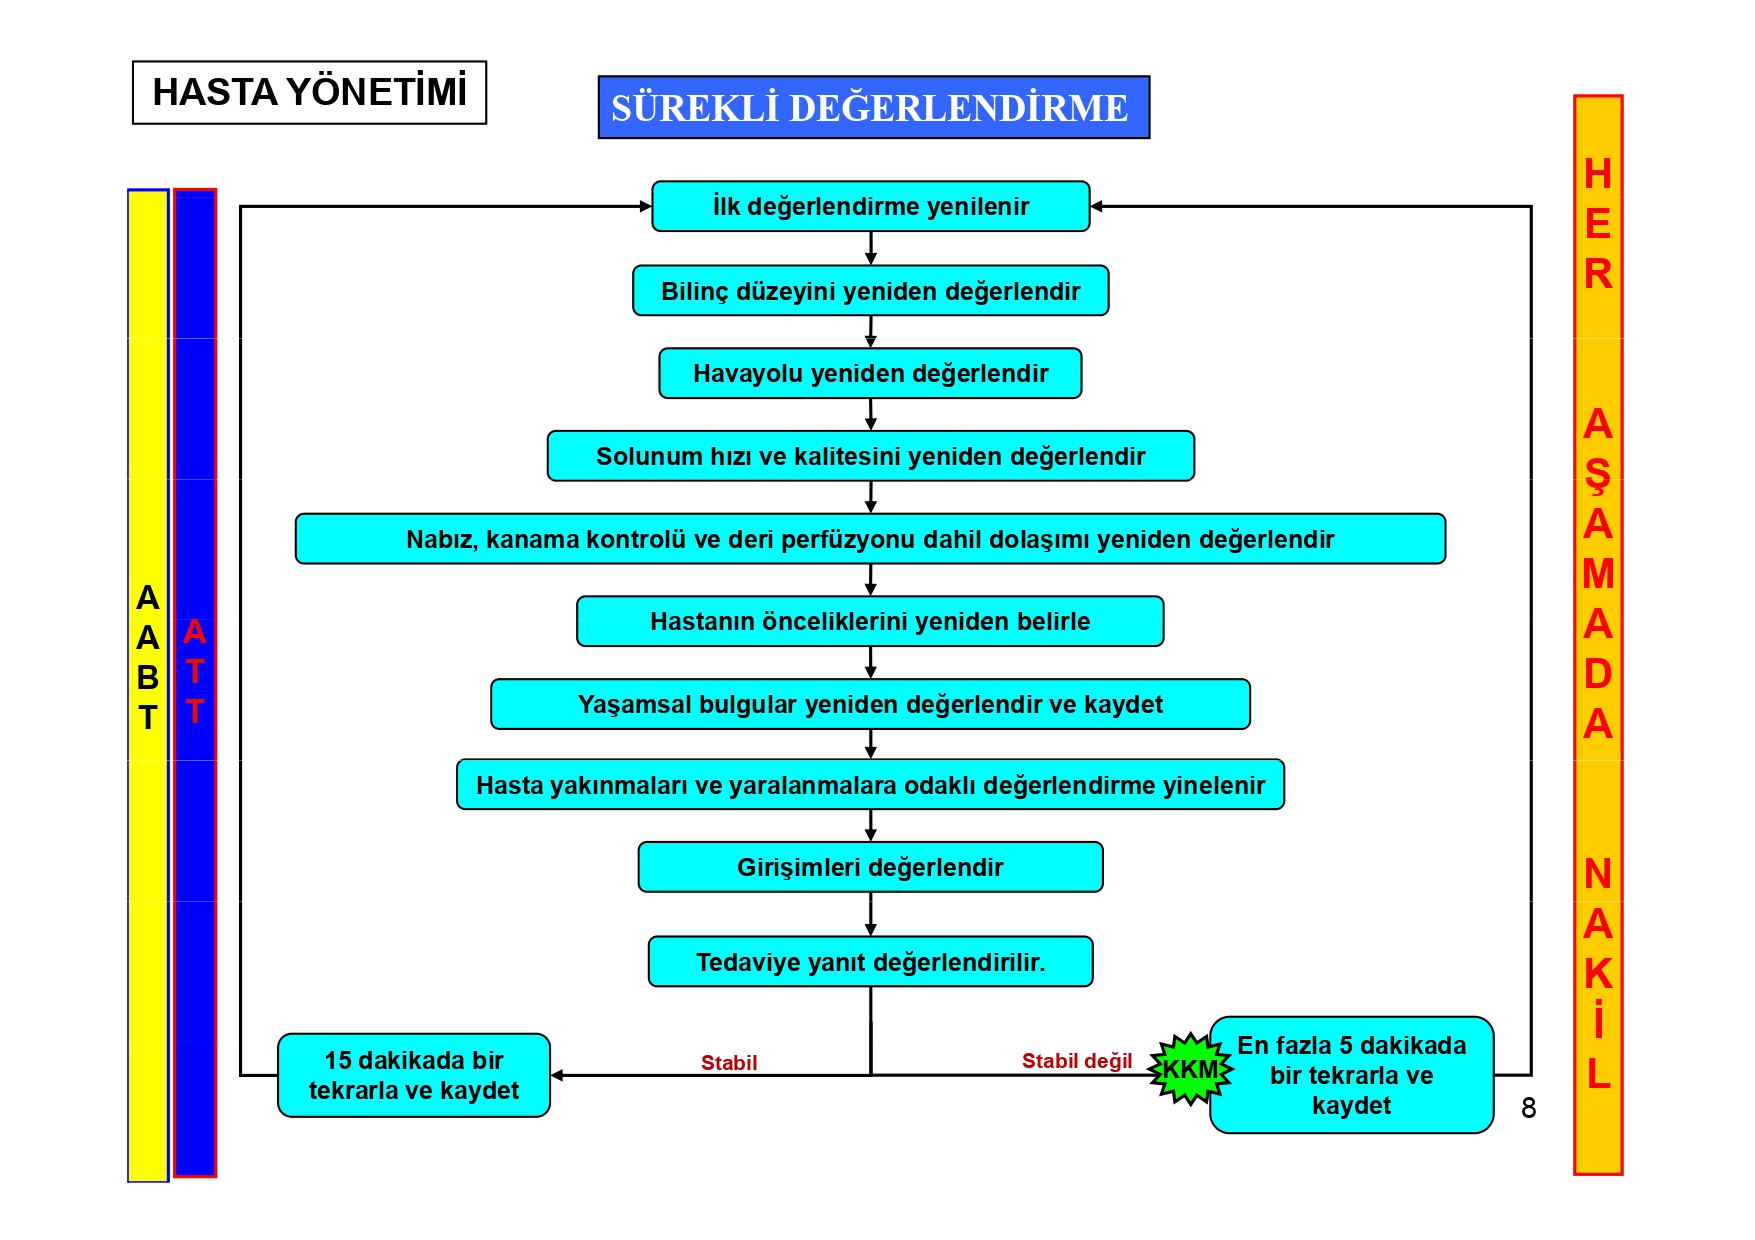 HASTA YÖNETİMİ
SÜREKLİ DEĞERLENDİRME
İlk değerlendirme yenilenir
Bilinç düzeyini yeniden değerlendir
Havayolu yeniden değerlendir
Solunum hızı ve kalitesini yeniden değerlendir
Nabız, kanama kontrolü ve deri perfüzyonu dahil dolaşımı yeniden değerlendir
Hastanın önceliklerini yeniden belirle
Yaşamsal bulgular yeniden değerlendir ve kaydet
Hasta yakınmaları ve yaralanmalara odaklı değerlendirme yinelenir
Girişimleri değerlendir
Tedaviye yanıt değerlendirilir.
Stabil
15 dakikada bir
tekrarla ve kaydet
Stabil değil
KKM
En fazla 5 dakikada
bir tekrarla ve
kaydet
8
AABT
ATT
HER AŞAMADA NAKİL